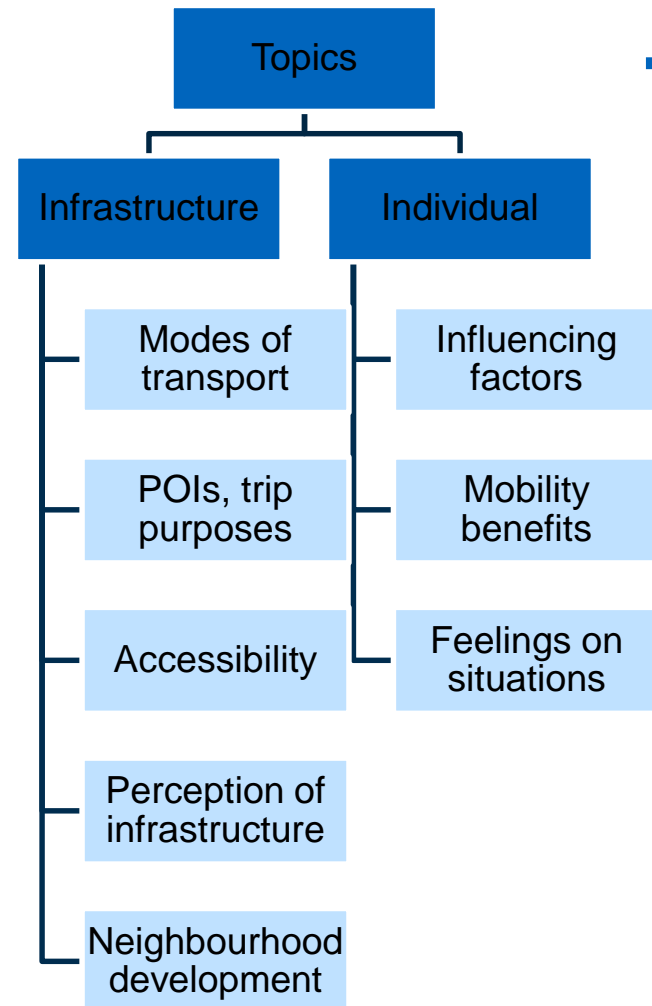 Topics
Infrastructure
Individual
Modes of
transport
POIs, trip
purposes
Accessibility
Perception of
infrastructure
Neighbourhood
development
Influencing
factors
Mobility
benefits
Feelings on
situations